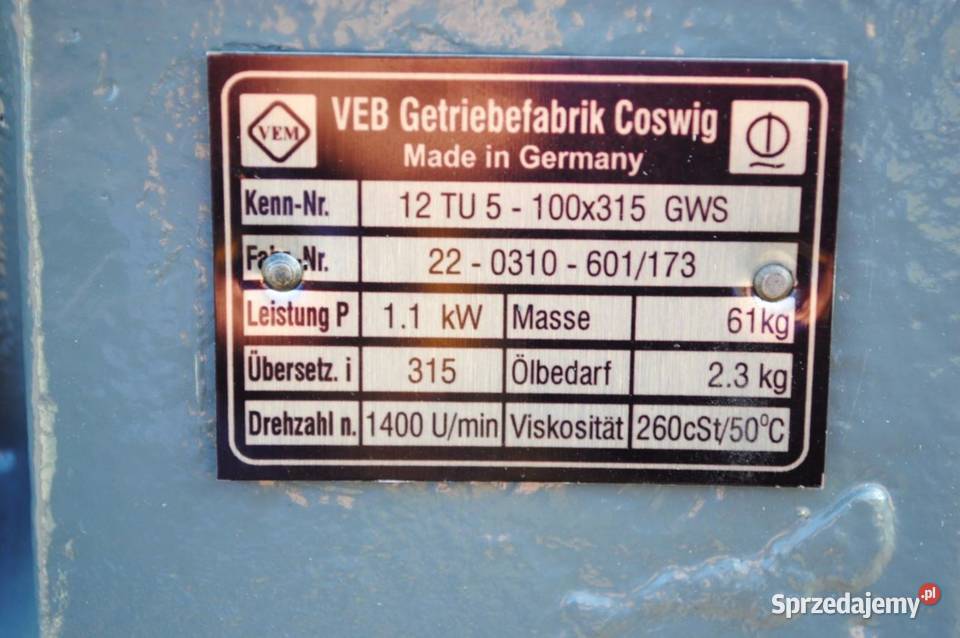 VEM
VEB Getriebefabrik Coswig
Made in Germany
Kenn-Nr. 12 TU 5 - 100x315 GWS
Nr. 22 - 0310 - 601/173
Leistung P 1.1 kW Masse 61kg
Übersetz. i 315 Ölbedarf 2.3 kg
Drehzahl n. 1400 U/min Viskosität 260cSt/50°C
Sprzedajemy.pl